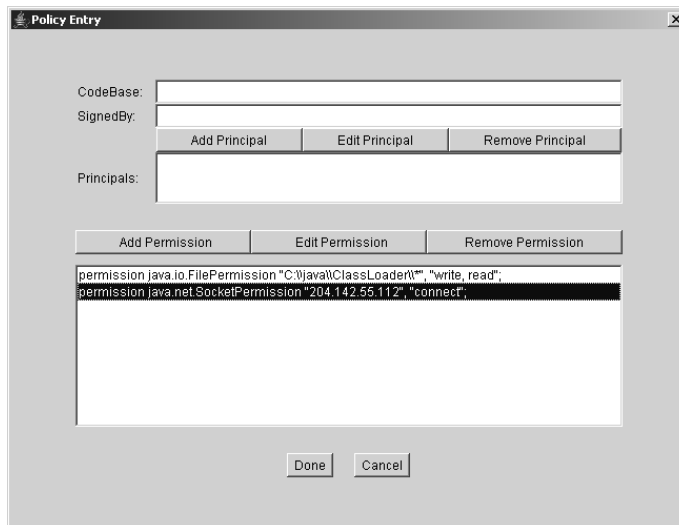 Policy Entry
CodeBase:
SignedBy:
Add Principal Edit Principal Remove Principal
Principals:
Add Permission Edit Permission Remove Permission
permission java.io.FilePermission "C:\\java\\ClassLoader\\*", "write, read";
permission java.net.SocketPermission "204.142.55.112", "connect";
Done Cancel